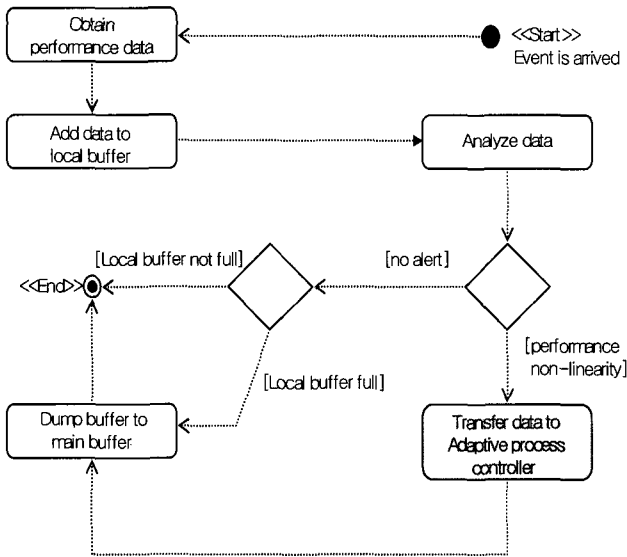 Obtain
performance data
<<Start>>
Event is arrived
Add data to
local buffer
Analyze data
[Local buffer not full]
[no alert]
<<End>>
[performance
non-linearity]
[Local buffer full]
Dump buffer to
main buffer
Transfer data to
Adaptive process
controller